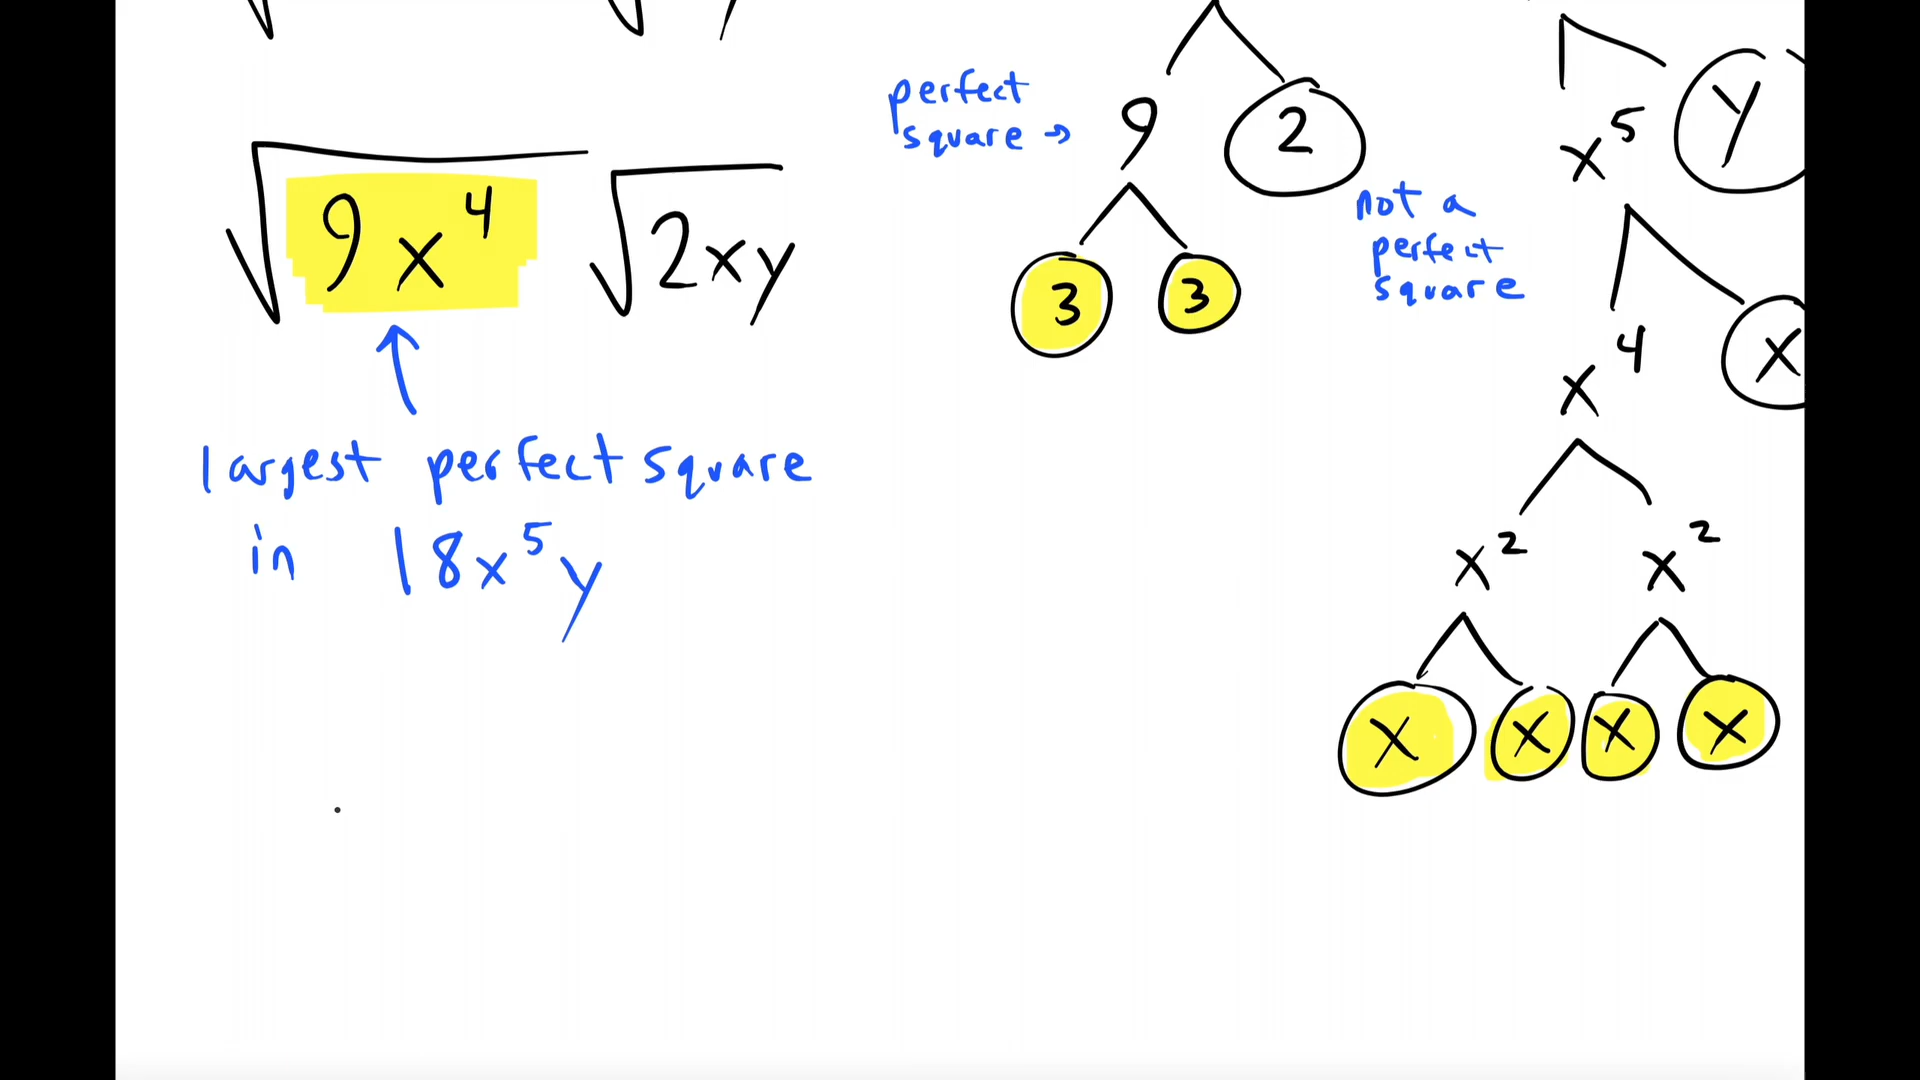 √9x⁴ √2xy
largest perfect square
in 18x⁵y
perfect
square →
9 2
3 3
not a
perfect
square
x⁵ y
x⁴ x
x² x²
x x x x